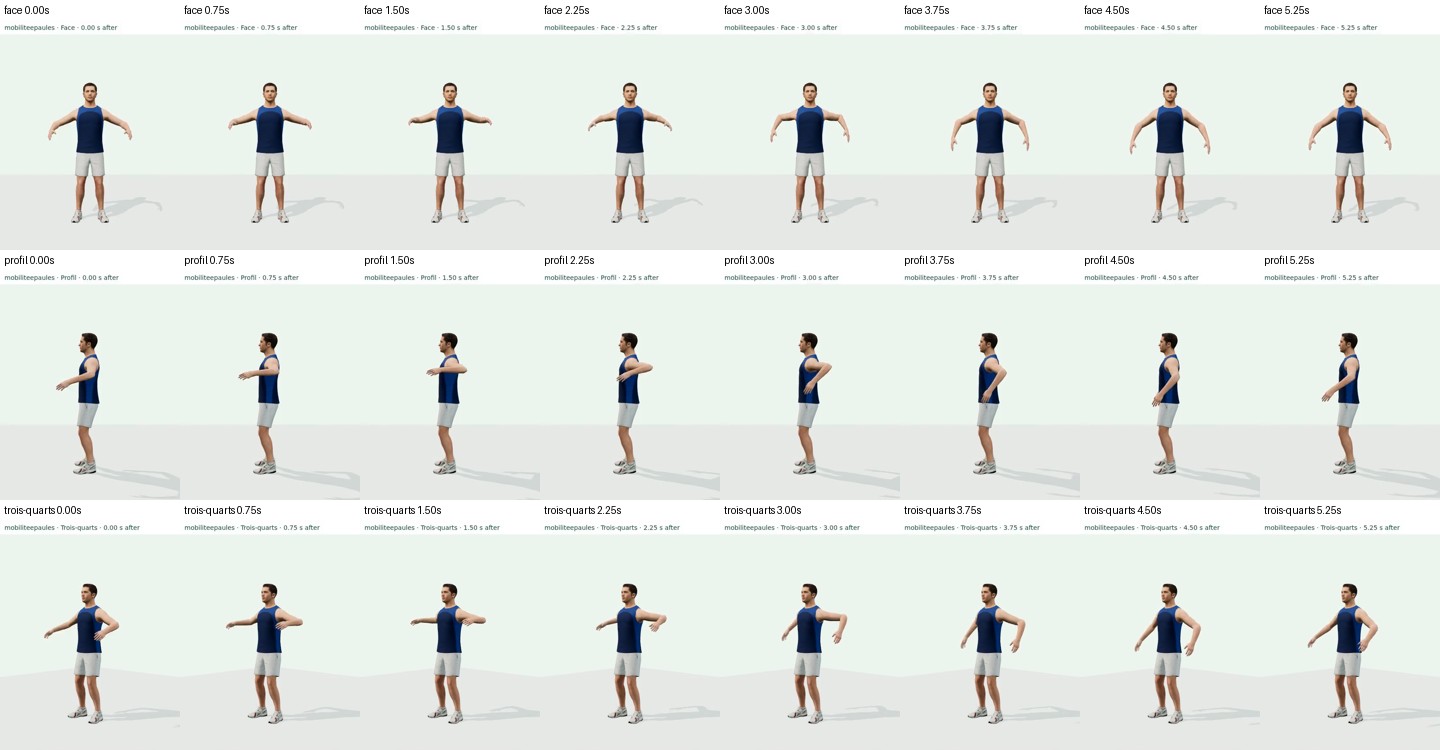 face 0.00s
face 0.75s
face 1.50s
face 2.25s
face 3.00s
face 3.75s
face 4.50s
face 5.25s
mobiliteepaules · Face · 0.00 s after
mobiliteepaules · Face · 0.75 s after
mobiliteepaules · Face · 1.50 s after
mobiliteepaules · Face · 2.25 s after
mobiliteepaules · Face · 3.00 s after
mobiliteepaules · Face · 3.75 s after
mobiliteepaules · Face · 4.50 s after
mobiliteepaules · Face · 5.25 s after
profil 0.00s
profil 0.75s
profil 1.50s
profil 2.25s
profil 3.00s
profil 3.75s
profil 4.50s
profil 5.25s
mobiliteepaules · Profil · 0.00 s after
mobiliteepaules · Profil · 0.75 s after
mobiliteepaules · Profil · 1.50 s after
mobiliteepaules · Profil · 2.25 s after
mobiliteepaules · Profil · 3.00 s after
mobiliteepaules · Profil · 3.75 s after
mobiliteepaules · Profil · 4.50 s after
mobiliteepaules · Profil · 5.25 s after
trois-quarts 0.00s
trois-quarts 0.75s
trois-quarts 1.50s
trois-quarts 2.25s
trois-quarts 3.00s
trois-quarts 3.75s
trois-quarts 4.50s
trois-quarts 5.25s
mobiliteepaules · Trois-quarts · 0.00 s after
mobiliteepaules · Trois-quarts · 0.75 s after
mobiliteepaules · Trois-quarts · 1.50 s after
mobiliteepaules · Trois-quarts · 2.25 s after
mobiliteepaules · Trois-quarts · 3.00 s after
mobiliteepaules · Trois-quarts · 3.75 s after
mobiliteepaules · Trois-quarts · 4.50 s after
mobiliteepaules · Trois-quarts · 5.25 s after